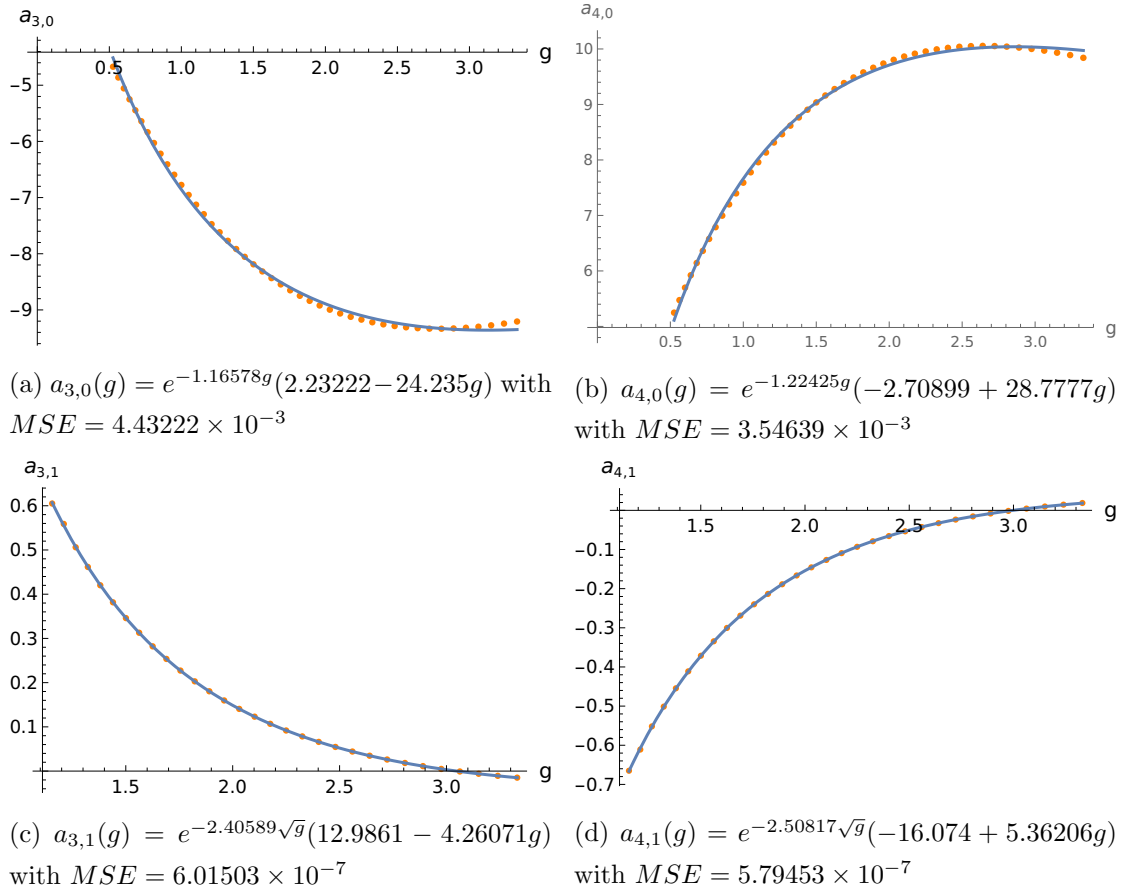 a3,0
g
0.5 1.0 1.5 2.0 2.5 3.0
−5
−6
−7
−8
−9
a4,0
10
9
8
7
6
0.5 1.0 1.5 2.0 2.5 3.0
g
(a) a3,0(g) = e^{−1.16578g}(2.23222−24.235g) with
MSE = 4.43222 × 10^{−3}
(b) a4,0(g) = e^{−1.22425g}(−2.70899 + 28.7777g)
with MSE = 3.54639 × 10^{−3}
a3,1
0.6
0.5
0.4
0.3
0.2
0.1
1.5 2.0 2.5 3.0
g
a4,1
g
1.5 2.0 2.5 3.0
−0.1
−0.2
−0.3
−0.4
−0.5
−0.6
−0.7
(c) a3,1(g) = e^{−2.40589√g}(12.9861 − 4.26071g)
with MSE = 6.01503 × 10^{−7}
(d) a4,1(g) = e^{−2.50817√g}(−16.074 + 5.36206g)
with MSE = 5.79453 × 10^{−7}